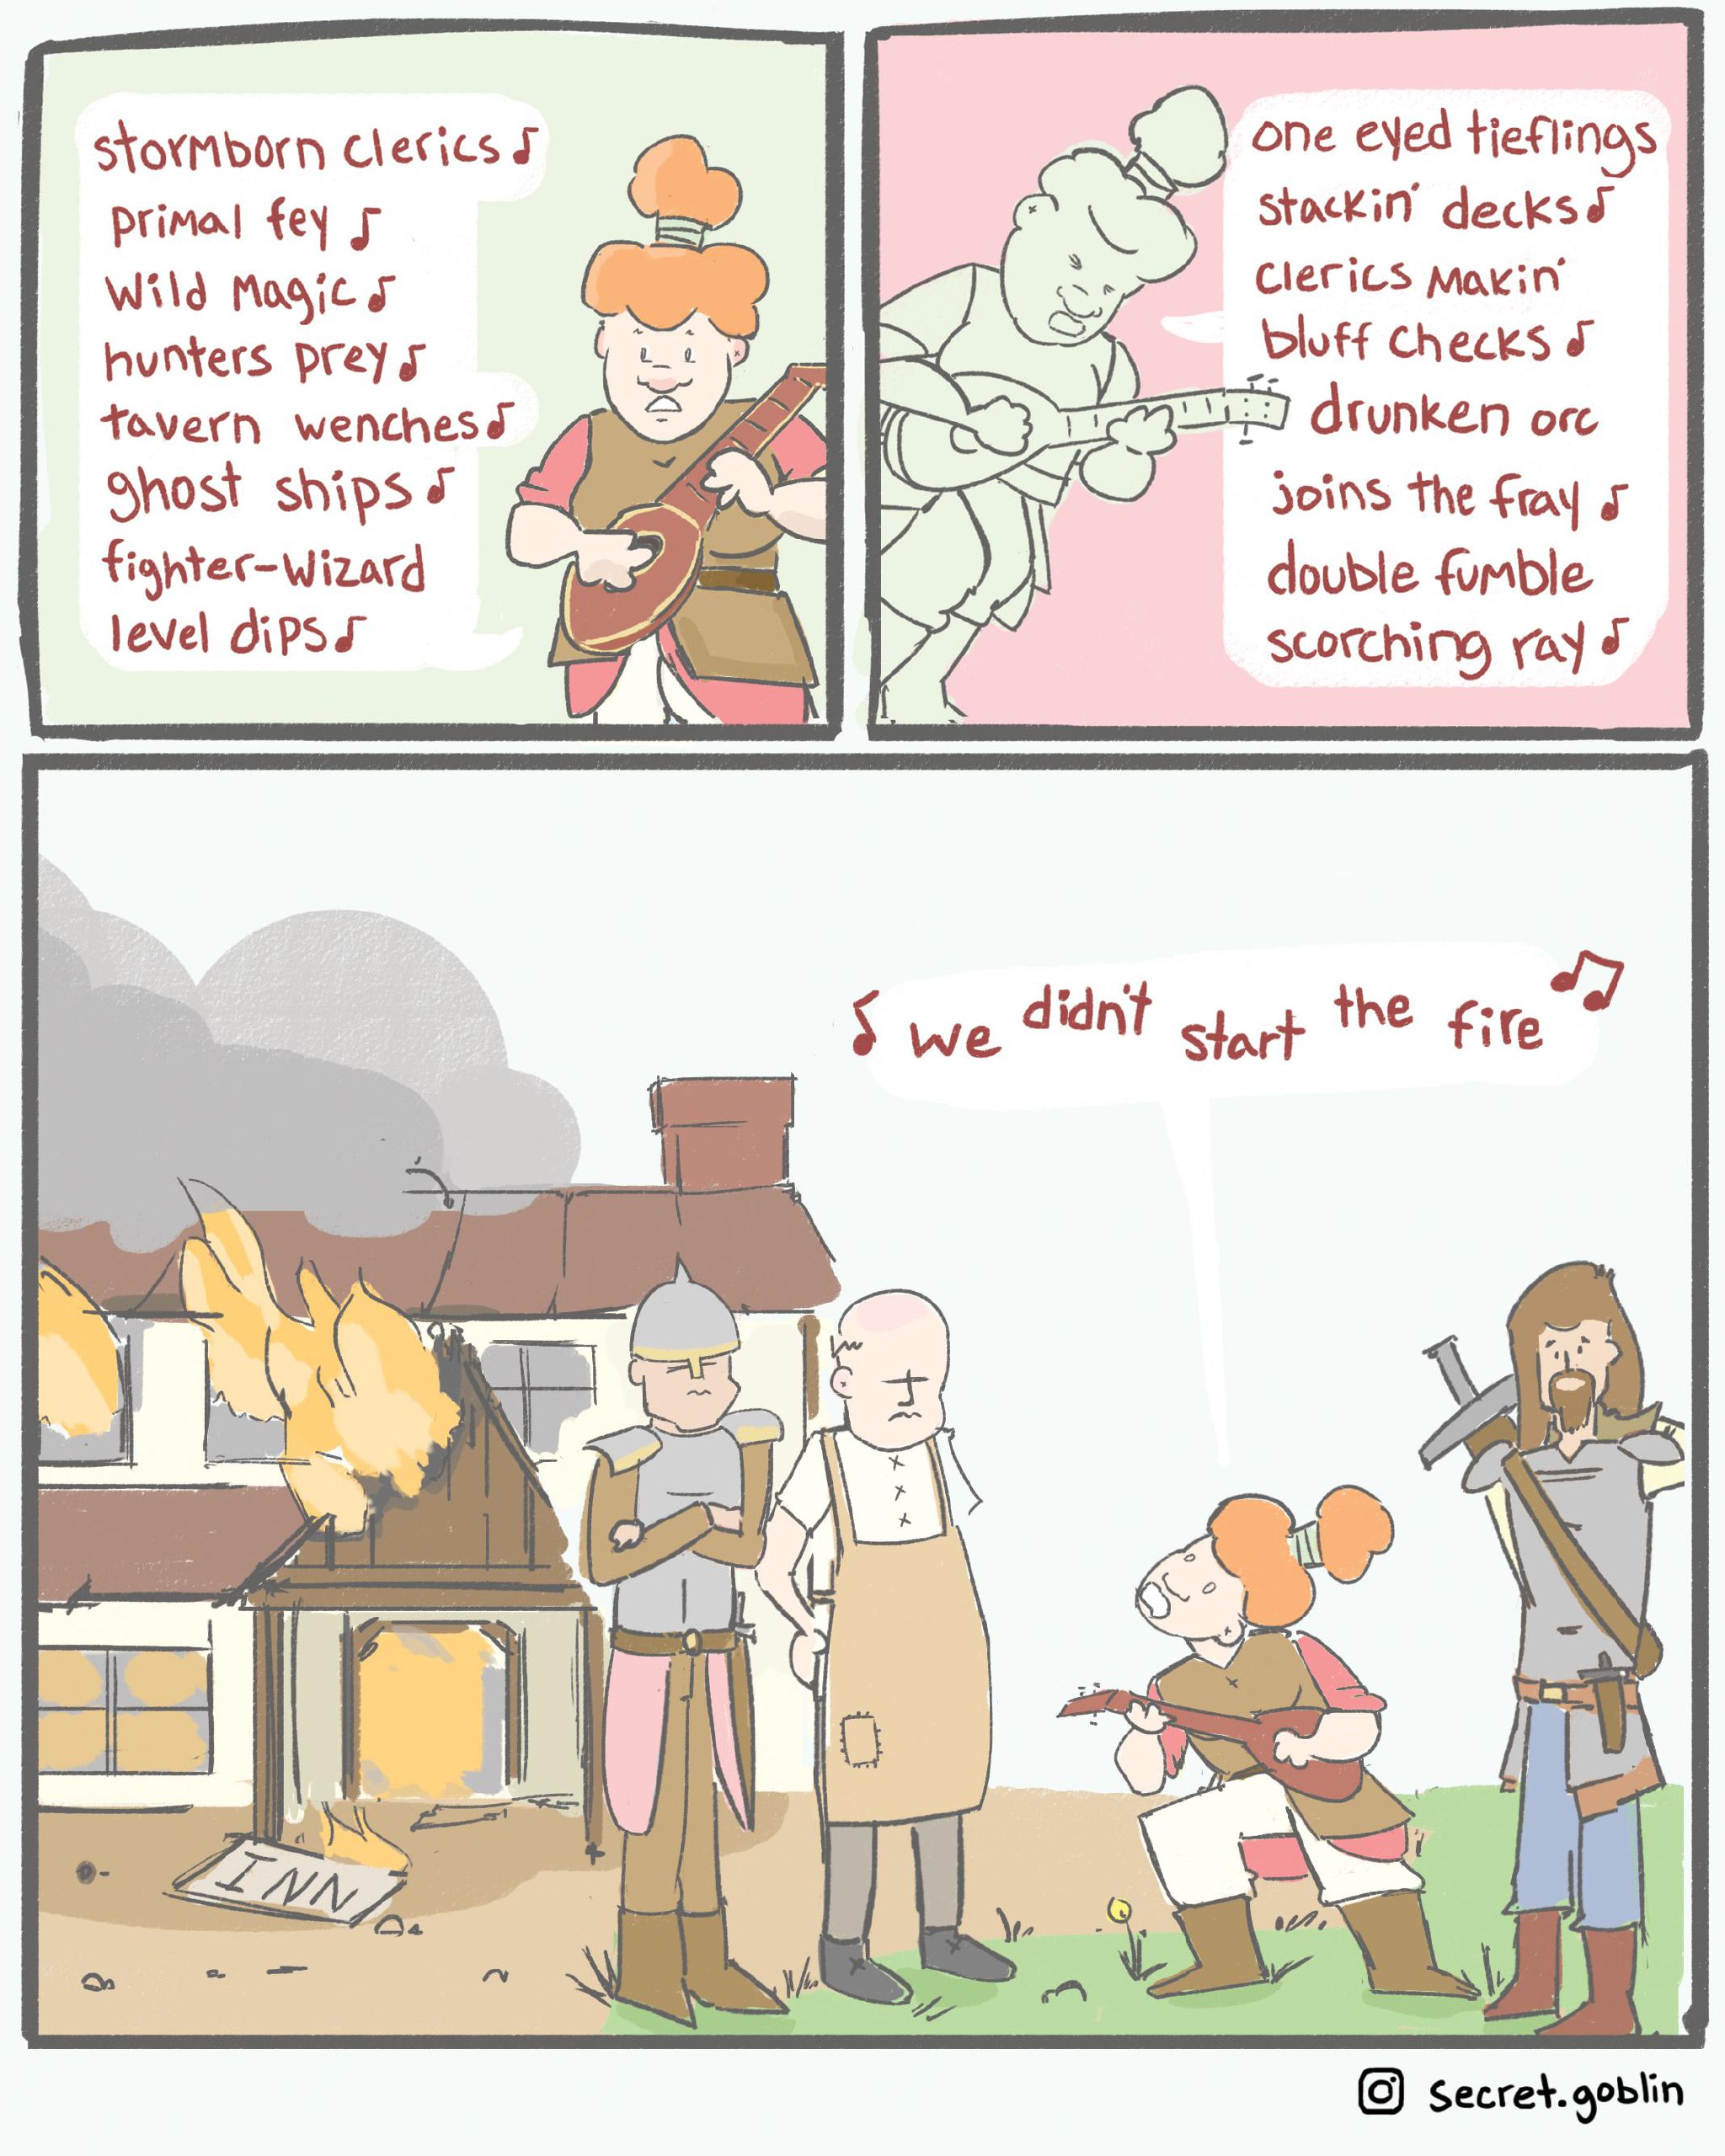 stormborn clerics♪
primal fey ♪
wild magic♪
hunters prey♪
tavern wenches♪
ghost ships♪
fighter-wizard
level dips♪
one eyed tieflings
stackin' decks♪
clerics makin'
bluff checks♪
drunken orc
joins the fray♪
double fumble
scorching ray♪
♪ we didn't start the fire ♫
INN
secret.goblin